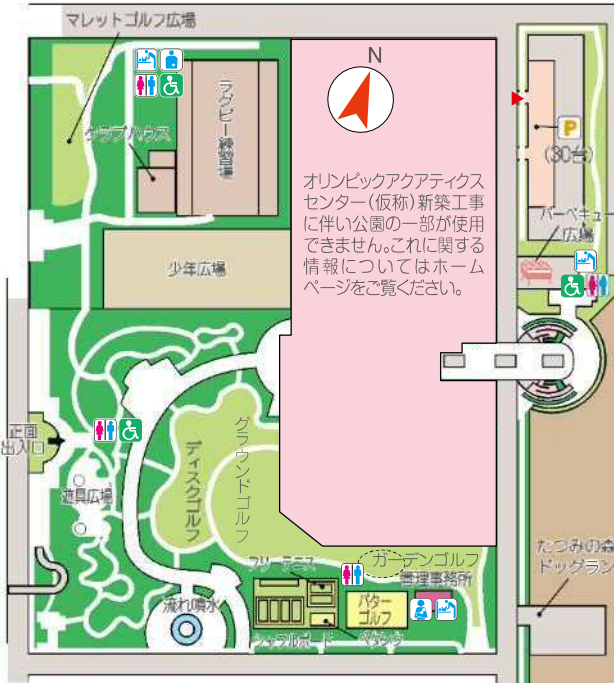 マレットゴルフ広場
N
ラグビー練習場
クラブハウス
P
(30台)
オリンピックアクアティクス
センター(仮称)新築工事
に伴い公園の一部が使用
できません。これに関する
情報についてはホーム
ページをご覧ください。
バーベキュー
広場
少年広場
正面
出入口
遊具広場
ディスクゴルフ
グラウンドゴルフ
フリーテニス
ガーデンゴルフ
管理事務所
たつみの森
ドッグラン
流れ噴水
パター
ゴルフ
シャフルボード
ペタンク